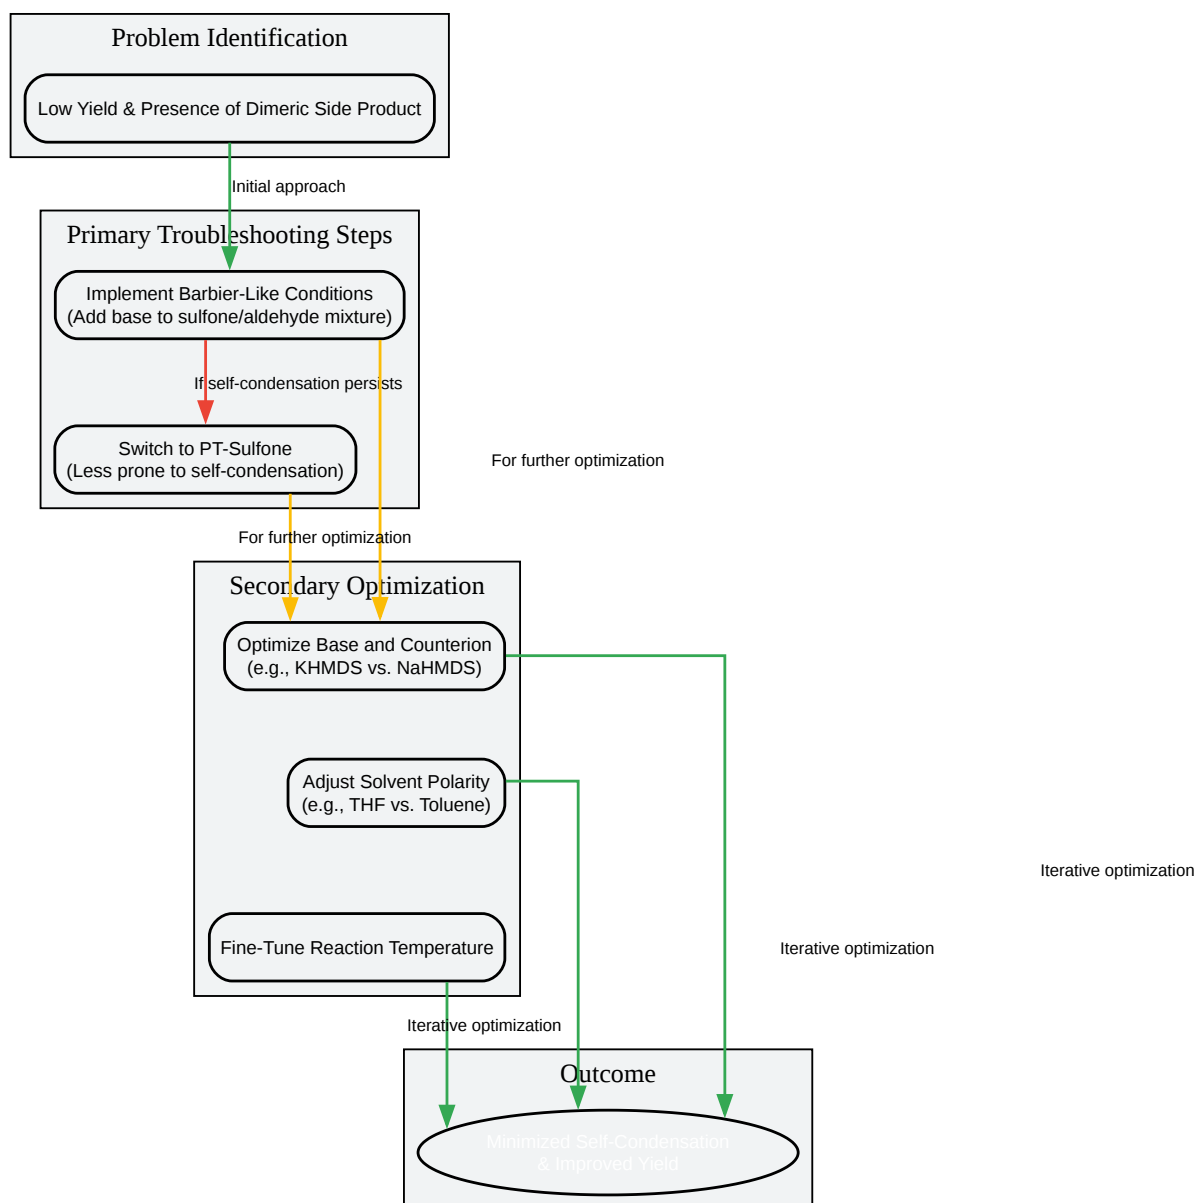 Problem Identification
Low Yield & Presence of Dimeric Side Product
Initial approach
Primary Troubleshooting Steps
Implement Barbier-Like Conditions
(Add base to sulfone/aldehyde mixture)
If self-condensation persists
Switch to PT-Sulfone
(Less prone to self-condensation)
For further optimization
For further optimization
Secondary Optimization
Optimize Base and Counterion
(e.g., KHMDS vs. NaHMDS)
Adjust Solvent Polarity
(e.g., THF vs. Toluene)
Iterative optimization
Fine-Tune Reaction Temperature
Iterative optimization
Iterative optimization
Outcome
Minimized Self-Condensation
& Improved Yield